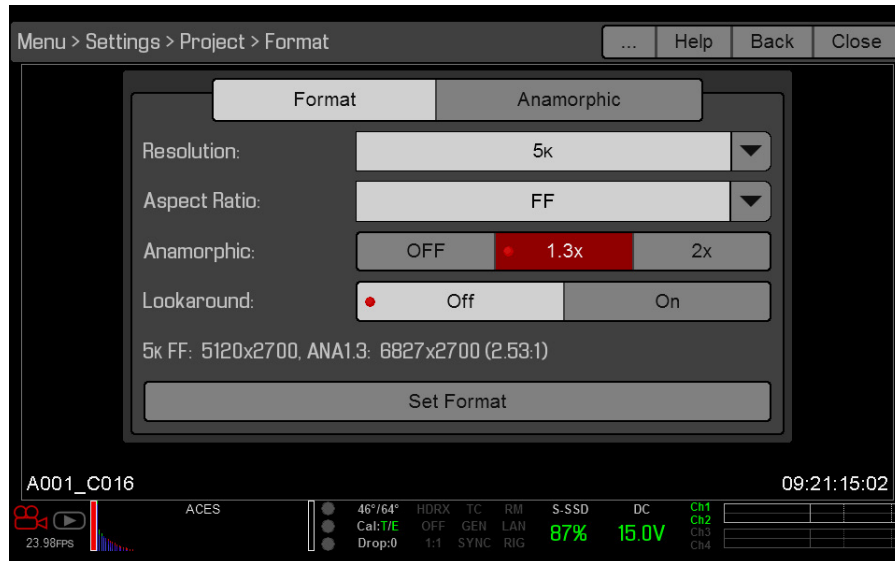 Menu > Settings > Project > Format ... Help Back Close
Format Anamorphic
Resolution: 5K
Aspect Ratio: FF
Anamorphic: OFF 1.3x 2x
Lookaround: Off On
5K FF: 5120x2700, ANA1.3: 6827x2700 (2.53:1)
Set Format
A001_C016 09:21:15:02
ACES 46°/64° HDRX TC RM S-SSD DC Ch1
Cal:T/E OFF GEN LAN 87% 15.0V Ch2
23.98FPS Drop:0 1:1 SYNC RIG Ch3
Ch4